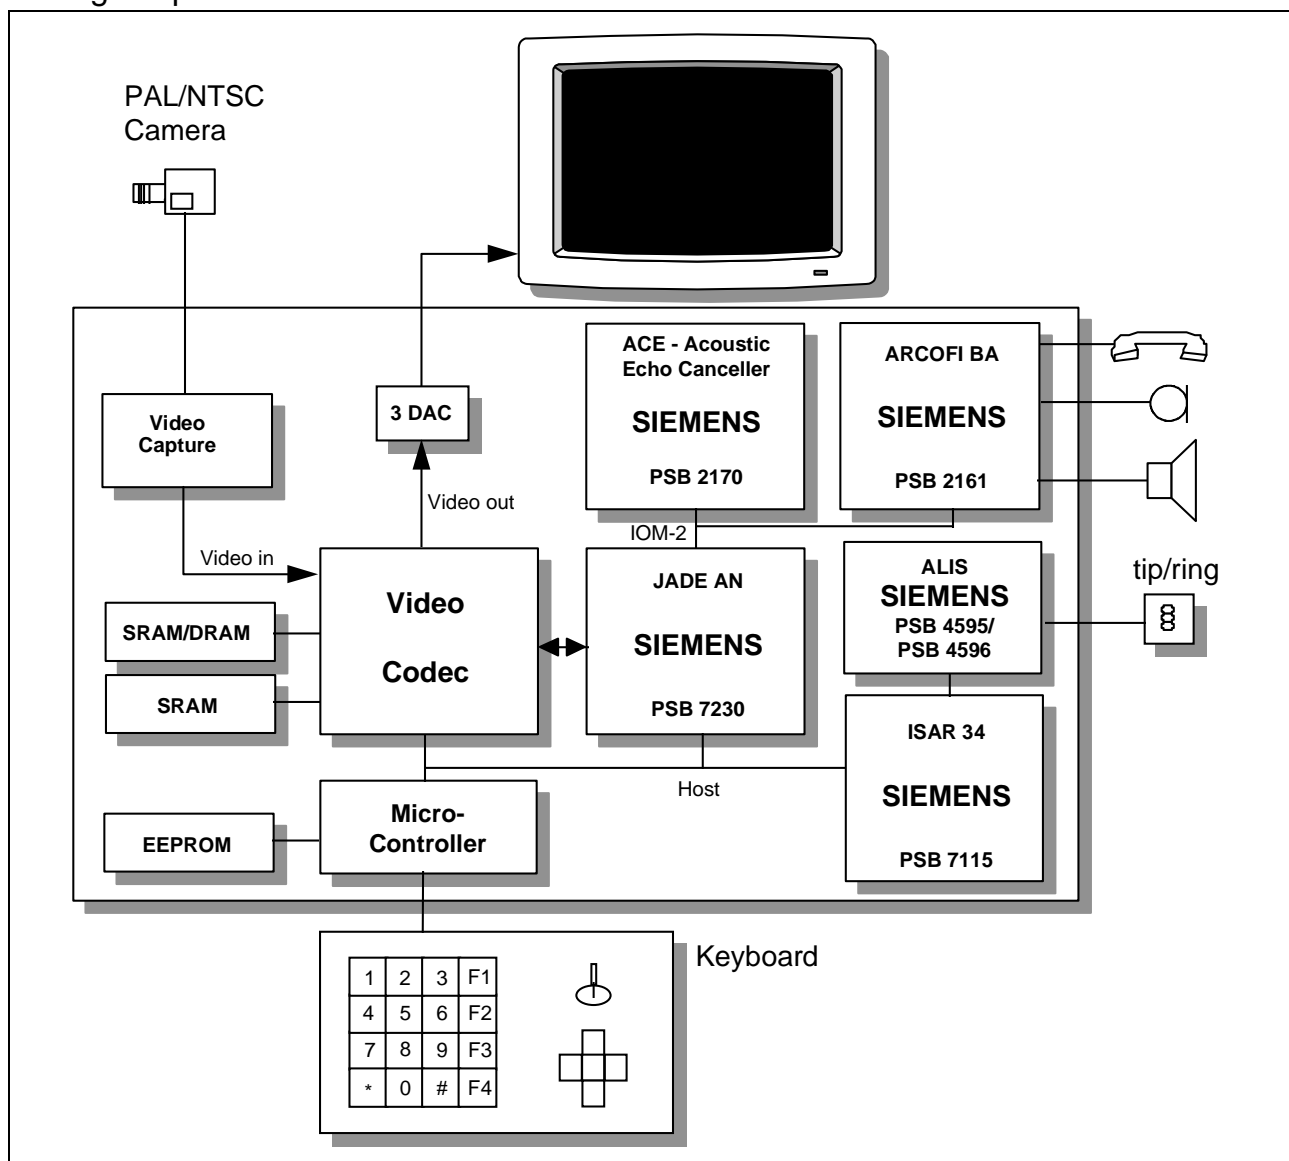 PAL/NTSC
Camera
ACE - Acoustic
Echo Canceller
SIEMENS
PSB 2170
ARCOFI BA
SIEMENS
PSB 2161
Video
Capture
3 DAC
Video out
IOM-2
Video in
Video
Codec
JADE AN
SIEMENS
PSB 7230
ALIS
SIEMENS
PSB 4595/
PSB 4596
tip/ring
8
SRAM/DRAM
SRAM
ISAR 34
SIEMENS
PSB 7115
Host
EEPROM
Micro-
Controller
Keyboard
1 2 3 F1
4 5 6 F2
7 8 9 F3
* 0 # F4